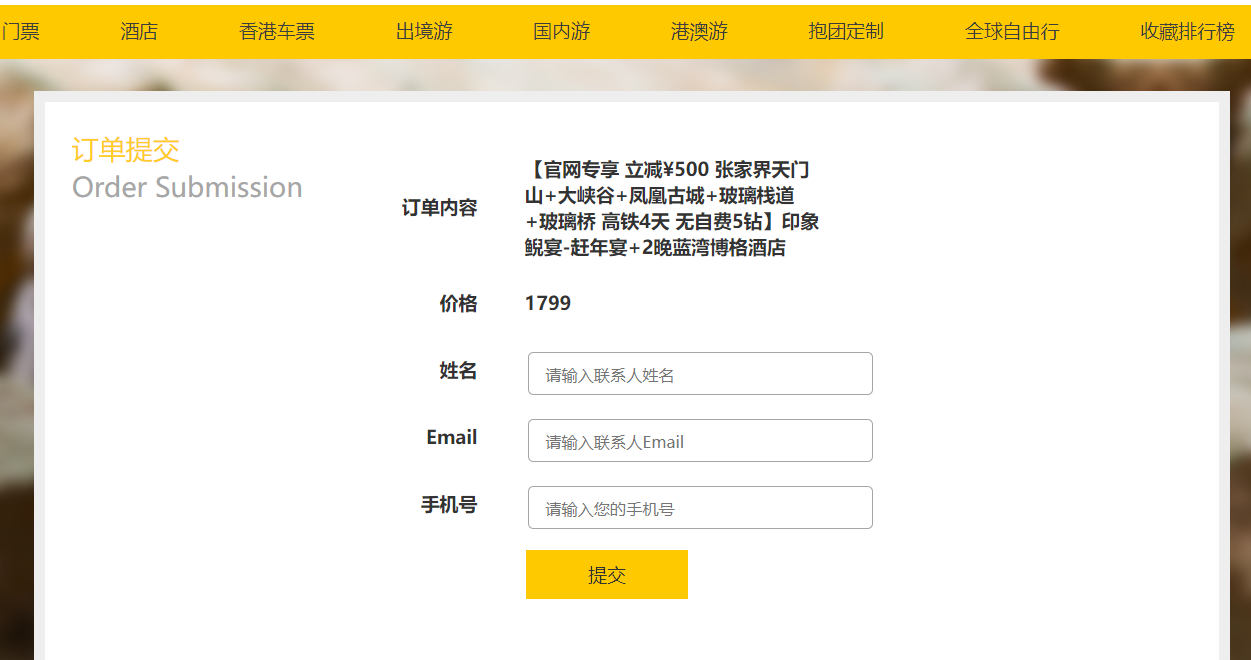 门票 酒店 香港车票 出境游 国内游 港澳游 抱团定制 全球自由行 收藏排行榜
订单提交
Order Submission
订单内容
【官网专享 立减¥500 张家界天门
山+大峡谷+凤凰古城+玻璃栈道
+玻璃桥 高铁4天 无自费5钻】印象
鲵宴-赶年宴+2晚蓝湾博格酒店
价格 1799
姓名 请输入联系人姓名
Email 请输入联系人Email
手机号 请输入您的手机号
提交